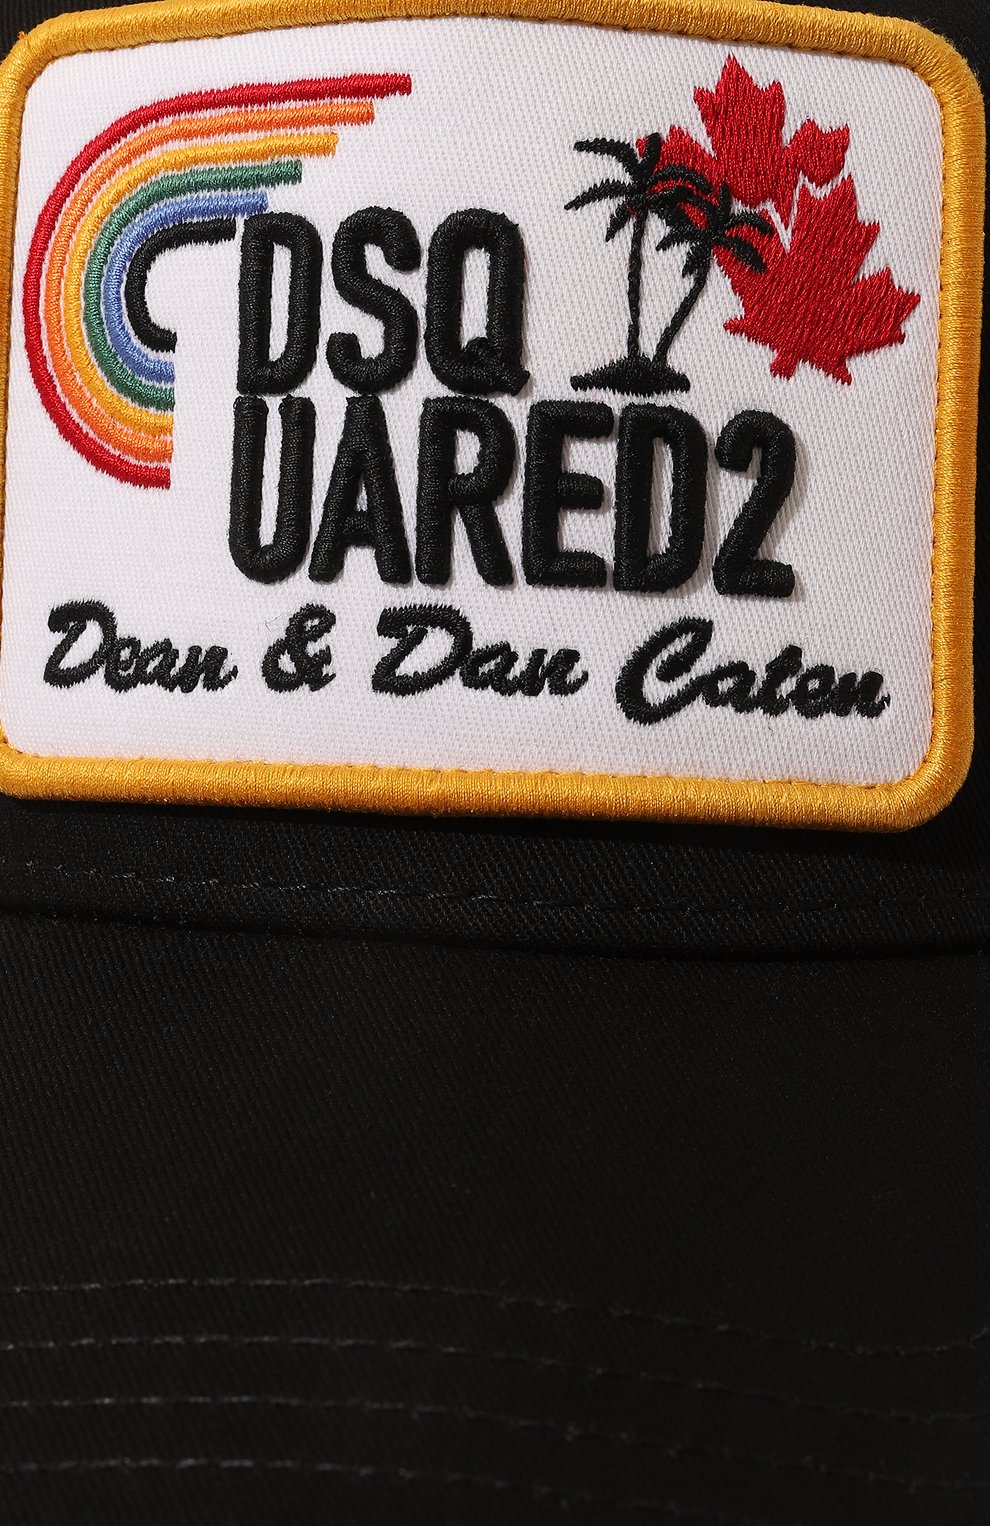 DSQ
UARED2
Dean & Dan Caten